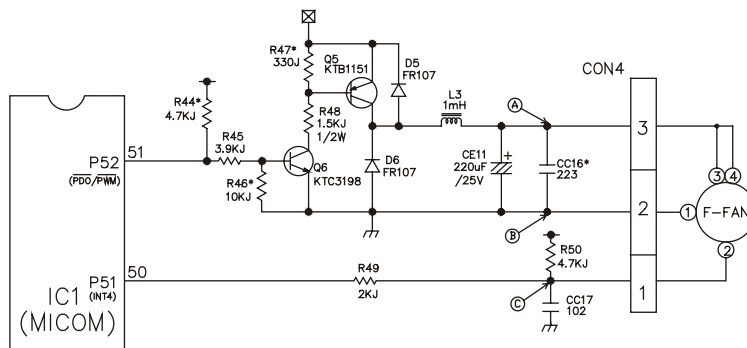 R47*
330J
Q5
KTB1151
D5
FR107
L3
1mH
CON4
R44*
4.7KJ
R48
1.5KJ
1/2W
A
51
P52
(PDO/PWM)
R45
3.9KJ
Q6
KTC3198
D6
FR107
CE11
220uF
/25V
+
CC16*
223
3
3
4
R46*
10KJ
B
2
1
F-FAN
2
R50
4.7KJ
50
P51
(INT4)
R49
2KJ
C
1
CC17
102
IC1
(MICOM)